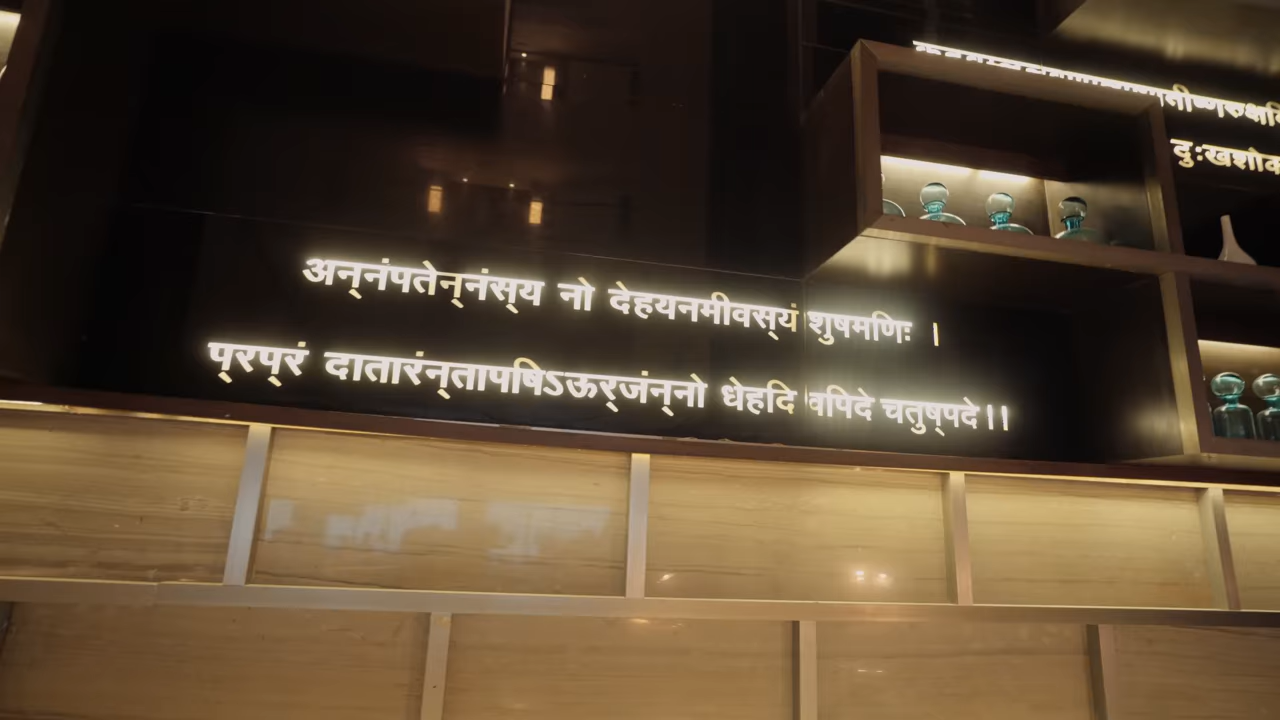 अन्‌नंपतेन्‌नंस्‌य नो देहयनमीवस्‌यं शुषमणिः ।
प्‌रप्‌रं दातारंन्‌तापषिऽऊर्‌जंन्‌नो धेहदि वपिदे चतुष्‌पदे।।
दुःखशोक